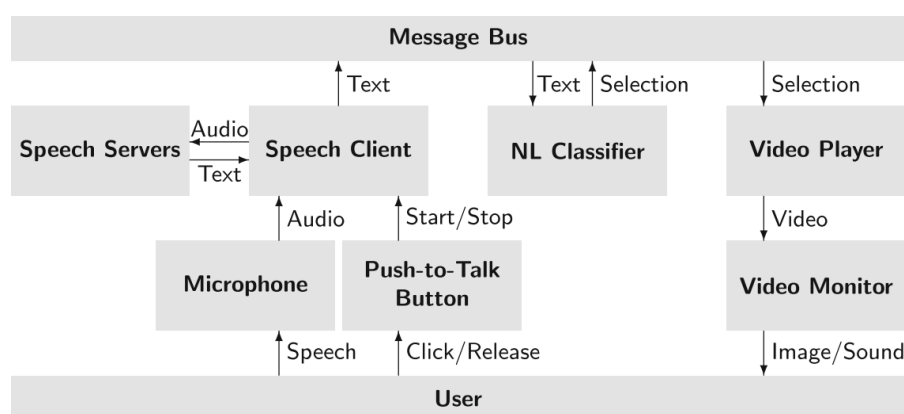 Message Bus
Text
Text
Selection
Selection
Speech Servers
Audio
Text
Speech Client
NL Classifier
Video Player
Audio
Start/Stop
Video
Microphone
Push-to-Talk
Button
Video Monitor
Speech
Click/Release
Image/Sound
User